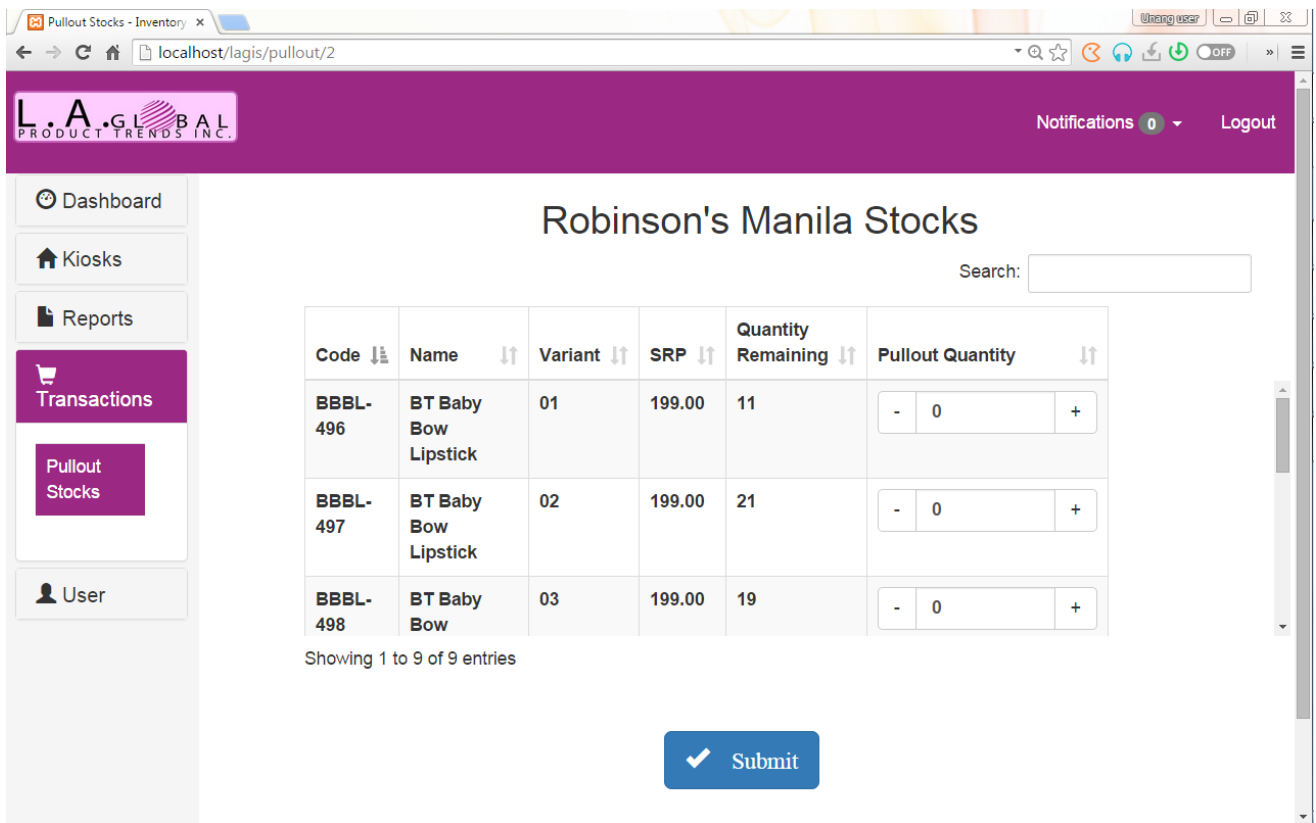 Pullout Stocks - Inventory
Unang user
localhost/lagis/pullout/2
OFF
L.A.GLOBAL
PRODUCT TRENDS INC.
Notifications 0
Logout
Dashboard
Kiosks
Reports
Transactions
Pullout
Stocks
User
Robinson's Manila Stocks
Search:
Code Name Variant SRP Quantity
Remaining Pullout Quantity
BBBL- BT Baby 01 199.00 11 - 0 +
496 Bow
Lipstick
BBBL- BT Baby 02 199.00 21 - 0 +
497 Bow
Lipstick
BBBL- BT Baby 03 199.00 19 - 0 +
498 Bow
Showing 1 to 9 of 9 entries
Submit